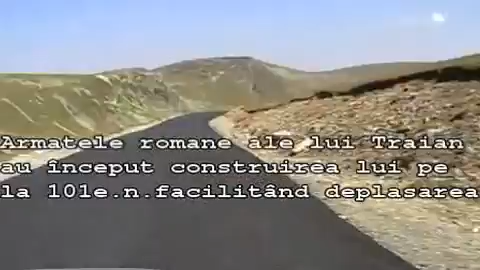 Armatele romane ale lui Traian
au început construirea lui pe
la 101e.n.facilitând deplasarea